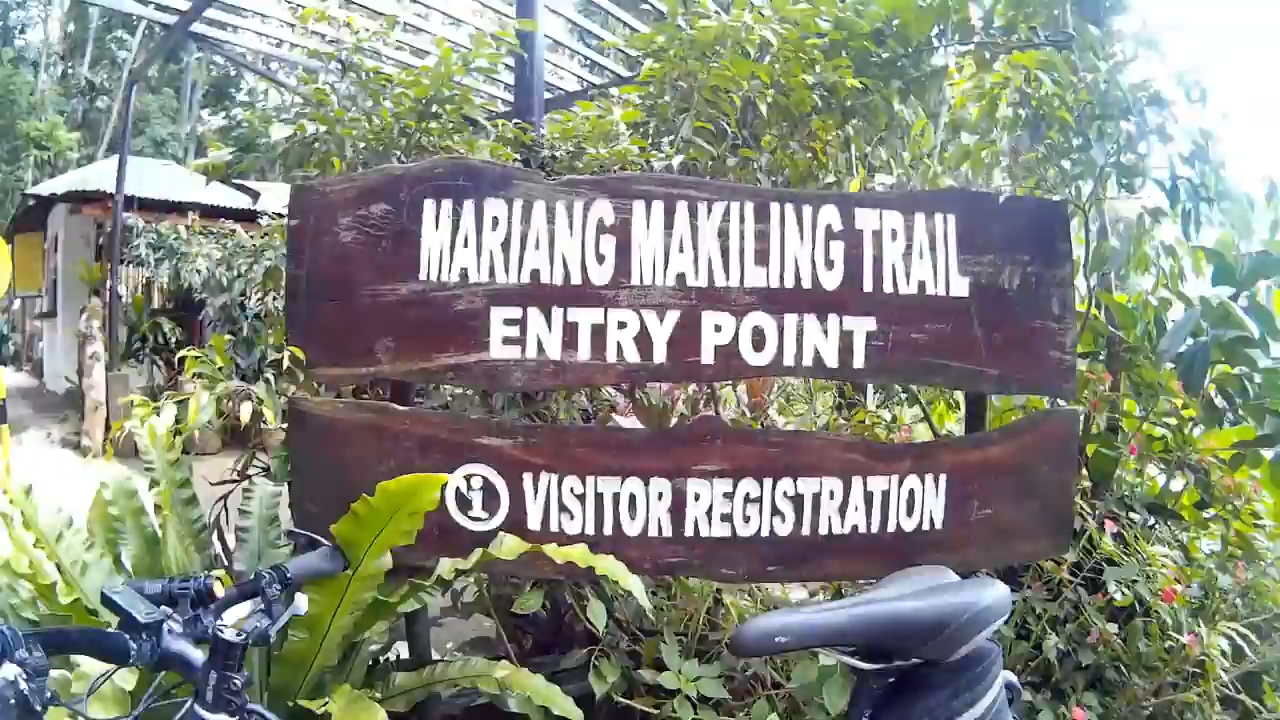 MARIANG MAKILING TRAIL
ENTRY POINT
i VISITOR REGISTRATION